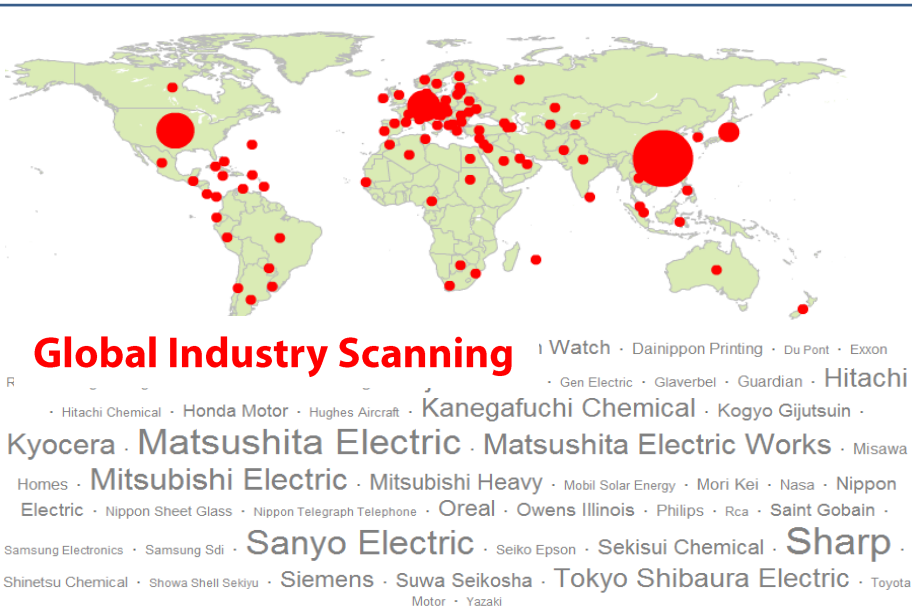 Global Industry Scanning
Watch · Dainippon Printing · Du Pont · Exxon
· Gen Electric · Glaverbel · Guardian · Hitachi
· Hitachi Chemical · Honda Motor · Hughes Aircraft · Kanegafuchi Chemical · Kogyo Gijutsuin ·
Kyocera · Matsushita Electric · Matsushita Electric Works · Misawa
Homes · Mitsubishi Electric · Mitsubishi Heavy · Mobil Solar Energy · Mori Kei · Nasa · Nippon
Electric · Nippon Sheet Glass · Nippon Telegraph Telephone · Oreal · Owens Illinois · Philips · Rca · Saint Gobain ·
Samsung Electronics · Samsung Sdi · Sanyo Electric · Seiko Epson · Sekisui Chemical · Sharp ·
Shinetsu Chemical · Showa Shell Sekiyu · Siemens · Suwa Seikosha · Tokyo Shibaura Electric · Toyota
Motor · Yazaki